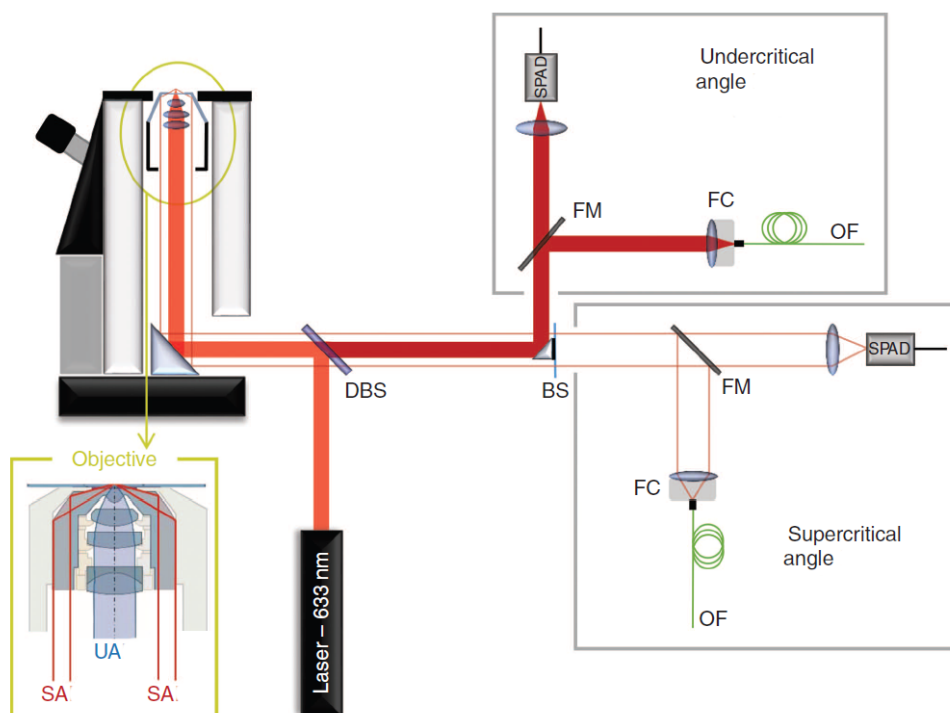 Undercritical
angle
SPAD
FM
FC
OF
DBS
BS
FM
SPAD
Objective
FC
Supercritical
angle
OF
UA
SA
SA
Laser – 633 nm